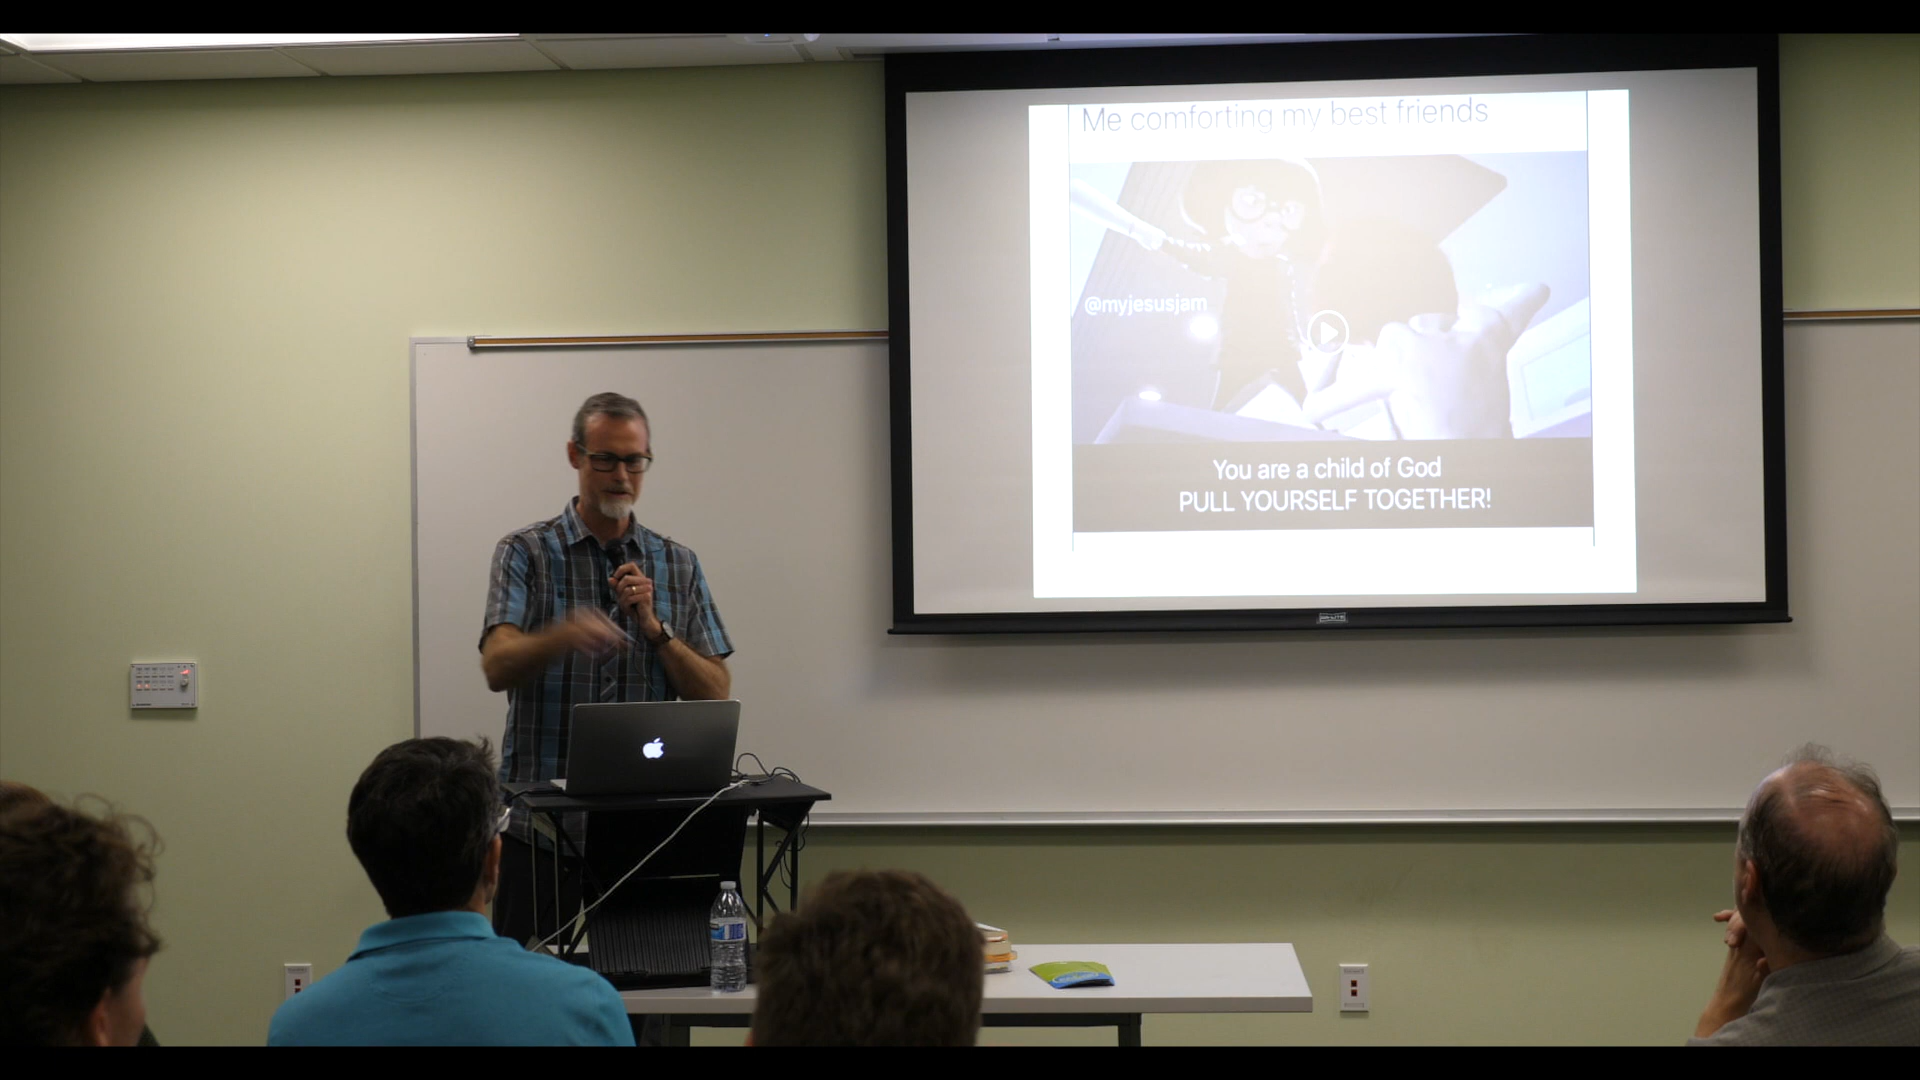 Me comforting my best friends
@myjesusjam
You are a child of God
PULL YOURSELF TOGETHER!